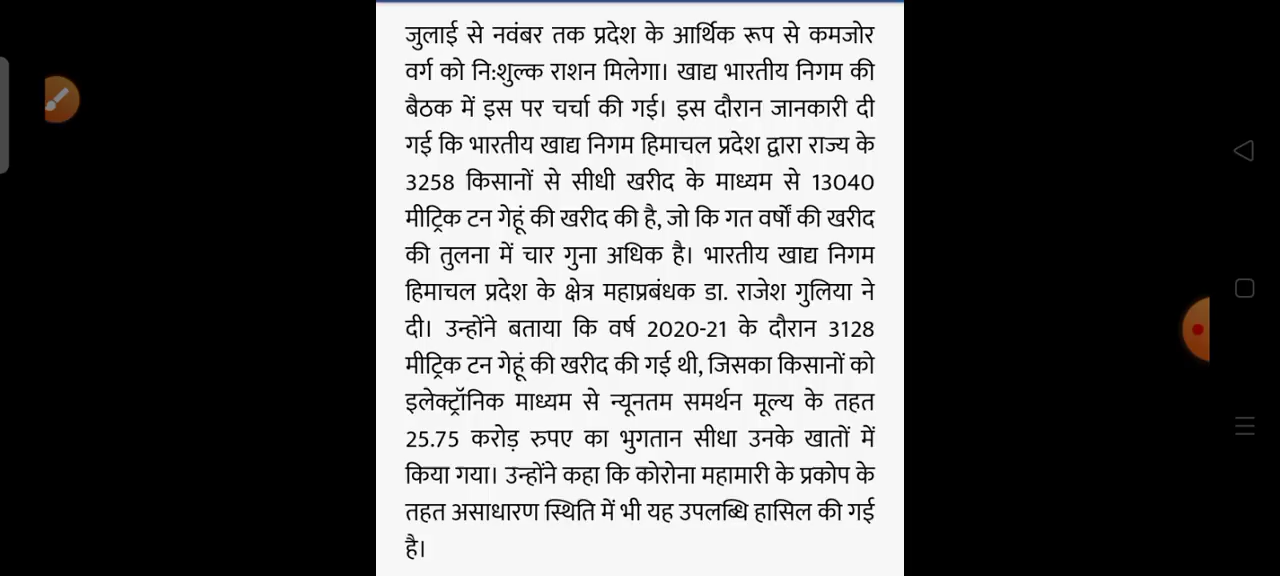 जुलाई से नवंबर तक प्रदेश के आर्थिक रूप से कमजोर
वर्ग को नि:शुल्क राशन मिलेगा। खाद्य भारतीय निगम की
बैठक में इस पर चर्चा की गई। इस दौरान जानकारी दी
गई कि भारतीय खाद्य निगम हिमाचल प्रदेश द्वारा राज्य के
3258 किसानों से सीधी खरीद के माध्यम से 13040
मीट्रिक टन गेहूं की खरीद की है, जो कि गत वर्षों की खरीद
की तुलना में चार गुना अधिक है। भारतीय खाद्य निगम
हिमाचल प्रदेश के क्षेत्र महाप्रबंधक डा. राजेश गुलिया ने
दी। उन्होंने बताया कि वर्ष 2020-21 के दौरान 3128
मीट्रिक टन गेहूं की खरीद की गई थी, जिसका किसानों को
इलेक्ट्रॉनिक माध्यम से न्यूनतम समर्थन मूल्य के तहत
25.75 करोड़ रुपए का भुगतान सीधा उनके खातों में
किया गया। उन्होंने कहा कि कोरोना महामारी के प्रकोप के
तहत असाधारण स्थिति में भी यह उपलब्धि हासिल की गई
है।